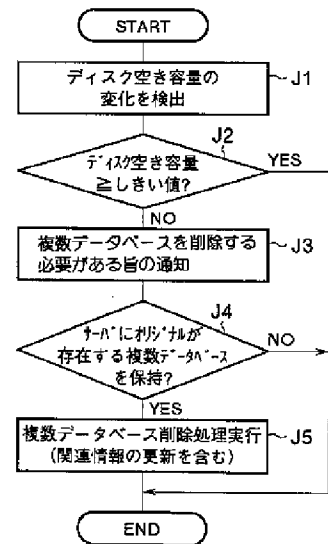 START
ディスク空き容量の
変化を検出
J1
J2
ディスク空き容量
≧しきい値?
YES
NO
複数データベースを削除する
必要がある旨の通知
J3
J4
サーバにオリジナルが
存在する複数データベース
を保持?
NO
YES
複数データベース削除処理実行
(関連情報の更新を含む)
J5
END